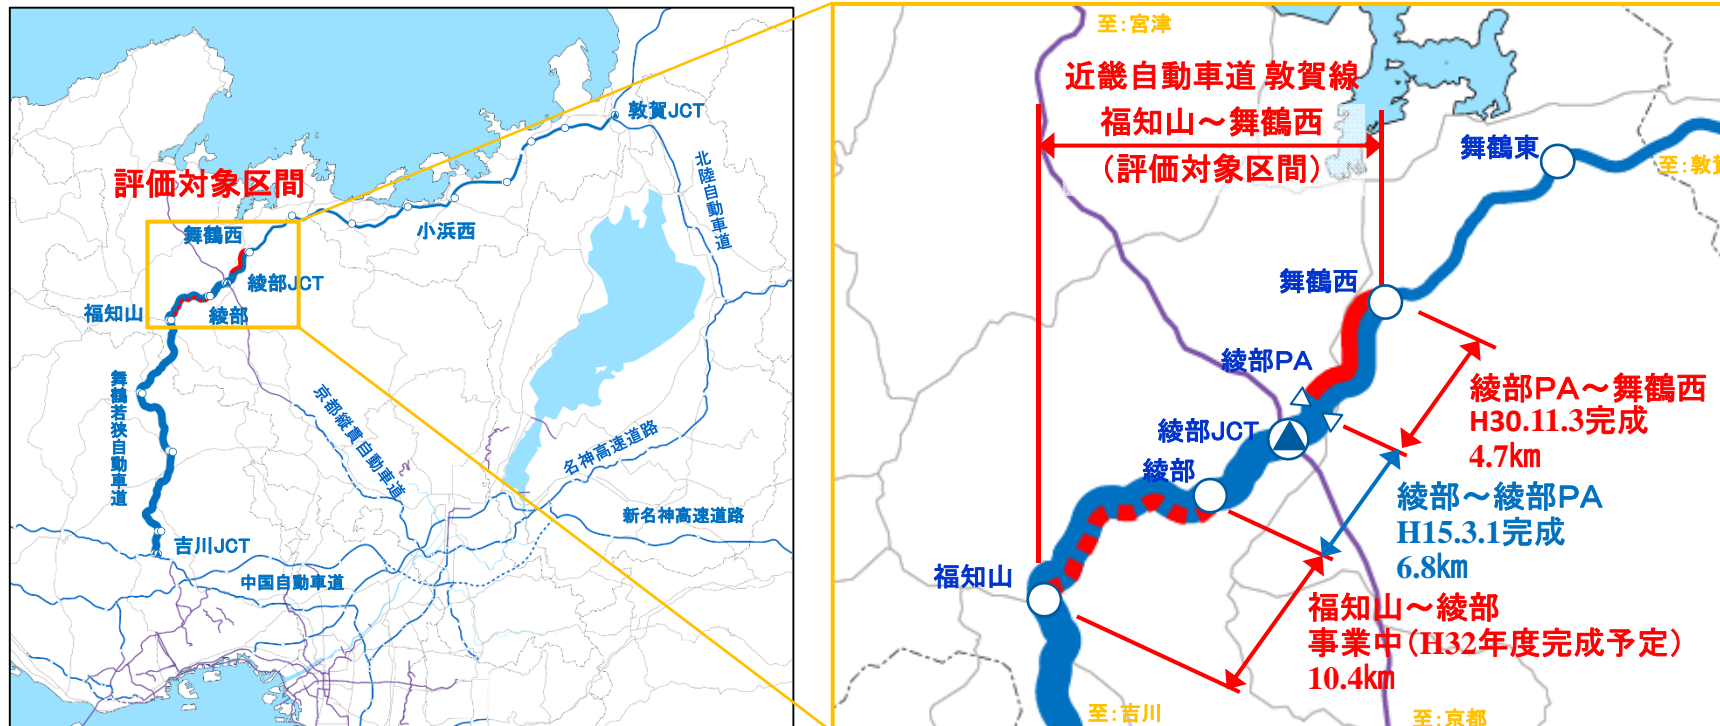 敦賀JCT
北陸自動車道
評価対象区間
舞鶴西
小浜西
綾部JCT
福知山
綾部
舞鶴若狭自動車道
京都縦貫自動車道
名神高速道路
新名神高速道路
吉川JCT
中国自動車道
至:宮津
近畿自動車道 敦賀線
福知山～舞鶴西
(評価対象区間)
舞鶴東
至:敦賀
舞鶴西
綾部PA
綾部JCT
綾部
福知山
綾部PA～舞鶴西
H30.11.3完成
4.7km
綾部～綾部PA
H15.3.1完成
6.8km
福知山～綾部
事業中(H32年度完成予定)
10.4km
至:吉川
至:京都